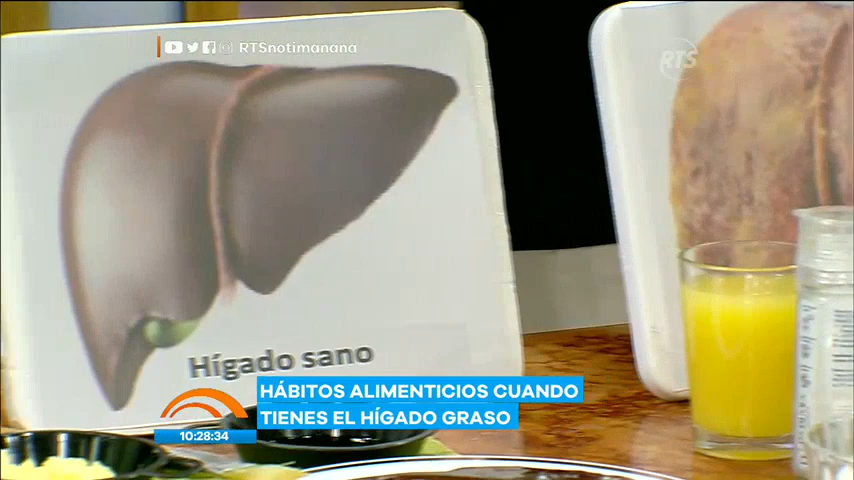 RTSnotimanana
RTS
Hígado sano
HÁBITOS ALIMENTICIOS CUANDO
TIENES EL HÍGADO GRASO
10:28:34